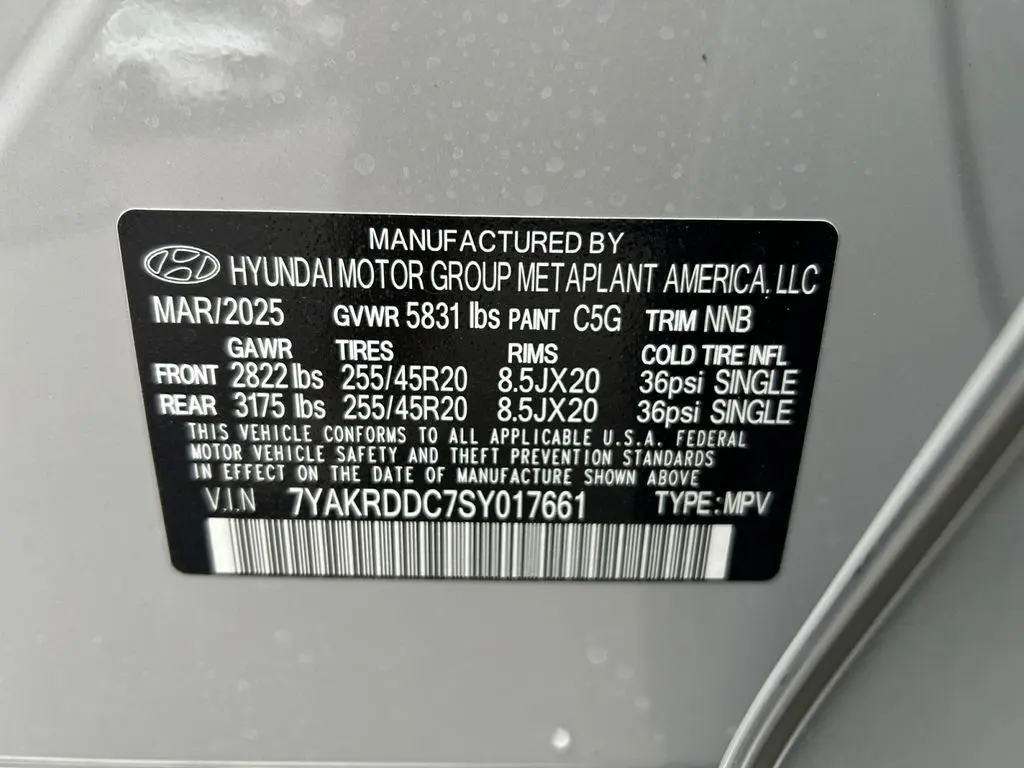 MANUFACTURED BY
HYUNDAI MOTOR GROUP METAPLANT AMERICA, LLC
MAR/2025 GVWR 5831 lbs PAINT C5G TRIM NNB
GAWR TIRES RIMS COLD TIRE INFL
FRONT 2822 lbs 255/45R20 8.5JX20 36psi SINGLE
REAR 3175 lbs 255/45R20 8.5JX20 36psi SINGLE
THIS VEHICLE CONFORMS TO ALL APPLICABLE U.S.A. FEDERAL
MOTOR VEHICLE SAFETY AND THEFT PREVENTION STANDARDS
IN EFFECT ON THE DATE OF MANUFACTURE SHOWN ABOVE
V.I.N 7YAKRDDC7SY017661 TYPE: MPV